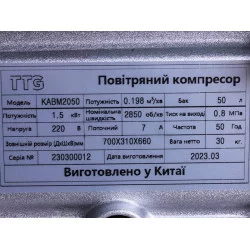 TTG Повітряний компресор
Модель KABM2050 Потужність 0.198 м³/хв Бак 50 л
Потужність 1.5 кВт Номінальна швидкість 2850 об/хв Тиск на виході 0,8 мПа
Напруга 220 В Поточний 7 А Частота 50 Год
Зовнішній розмір (ДхШхВ)мм 700X310X660 Вага нетто 30 кг
Серія № 230300012 Дата виготовлення 2023.03
Виготовлено у Китаї